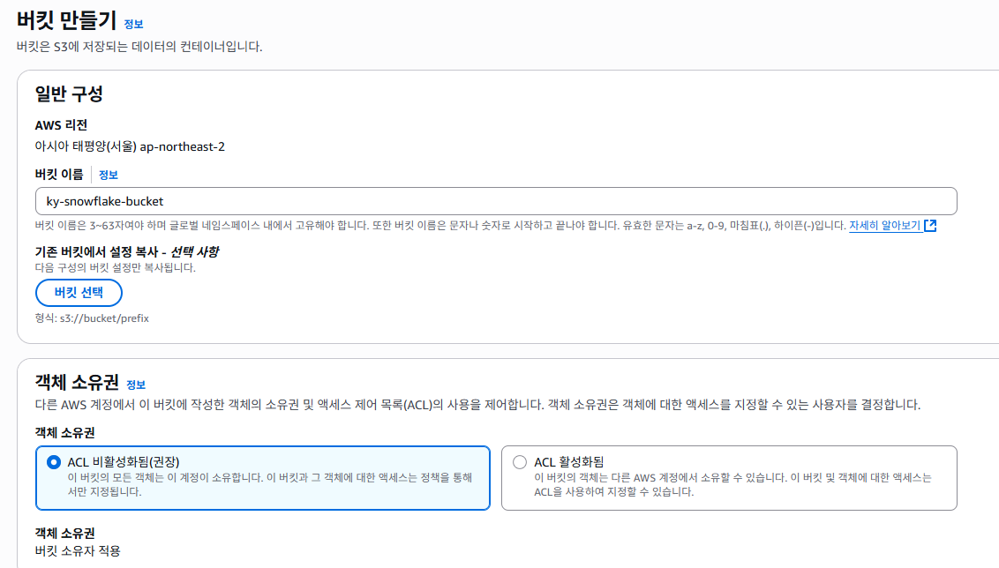 버킷 만들기 정보
버킷은 S3에 저장되는 데이터의 컨테이너입니다.
일반 구성
AWS 리전
아시아 태평양(서울) ap-northeast-2
버킷 이름 정보
ky-snowflake-bucket
버킷 이름은 3~63자여야 하며 글로벌 네임스페이스 내에서 고유해야 합니다. 또한 버킷 이름은 문자나 숫자로 시작하고 끝나야 합니다. 유효한 문자는 a-z, 0-9, 마침표(.), 하이픈(-)입니다. 자세히 알아보기
기존 버킷에서 설정 복사 - 선택 사항
다음 구성의 버킷 설정만 복사됩니다.
버킷 선택
형식: s3://bucket/prefix
객체 소유권 정보
다른 AWS 계정에서 이 버킷에 작성한 객체의 소유권 및 액세스 제어 목록(ACL)의 사용을 제어합니다. 객체 소유권은 객체에 대한 액세스를 지정할 수 있는 사용자를 결정합니다.
객체 소유권
ACL 비활성화됨(권장)
이 버킷의 모든 객체는 이 계정이 소유합니다. 이 버킷과 그 객체에 대한 액세스는 정책을 통해
서만 지정됩니다.
ACL 활성화됨
이 버킷의 객체는 다른 AWS 계정에서 소유할 수 있습니다. 이 버킷 및 객체에 대한 액세스는
ACL을 사용하여 지정할 수 있습니다.
객체 소유권
버킷 소유자 적용